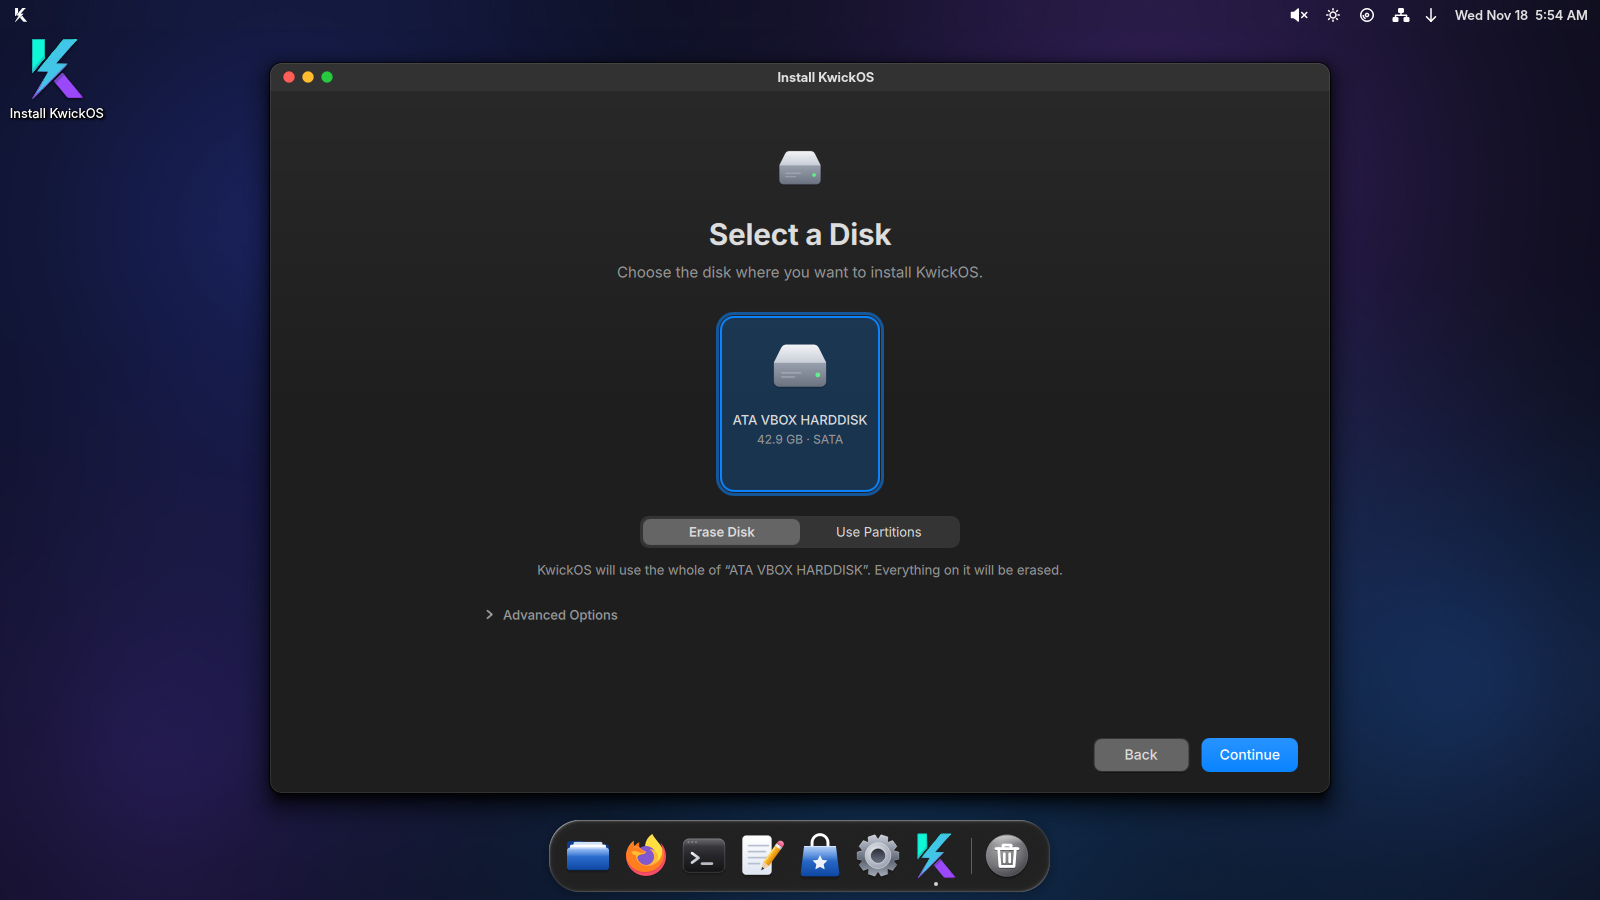 Wed Nov 18 5:54 AM
Install KwickOS
Install KwickOS
Select a Disk
Choose the disk where you want to install KwickOS.
ATA VBOX HARDDISK
42.9 GB · SATA
Erase Disk
Use Partitions
KwickOS will use the whole of “ATA VBOX HARDDISK”. Everything on it will be erased.
Advanced Options
Back
Continue